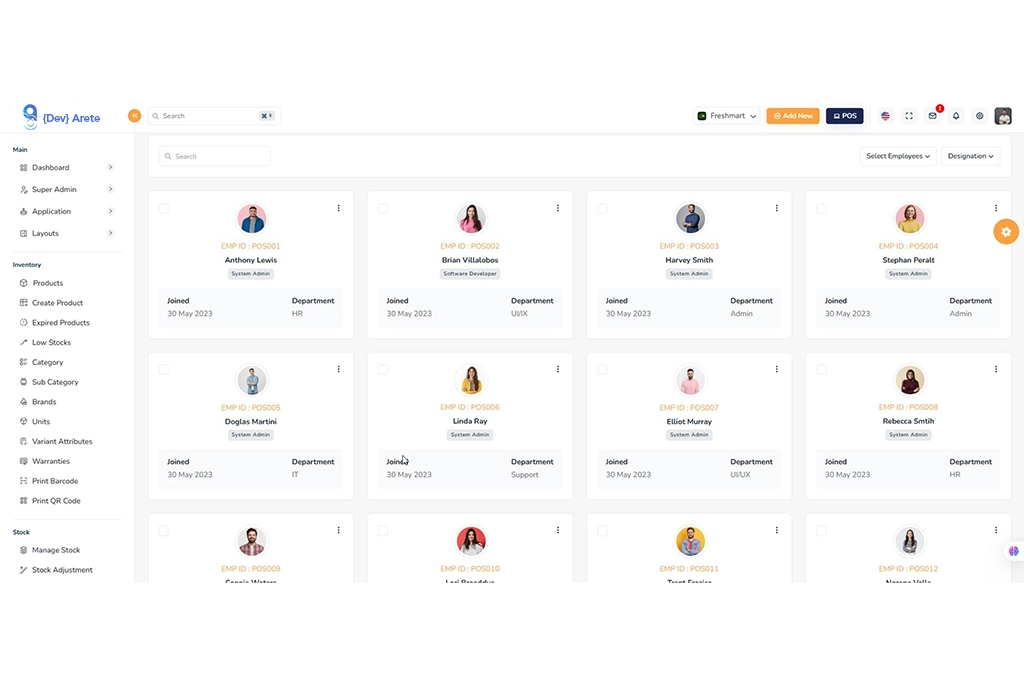 {Dev} Arete
Search
⌘ K
Freshmart
Add New
POS
1
Main
Dashboard
Super Admin
Application
Layouts
Inventory
Products
Create Product
Expired Products
Low Stocks
Category
Sub Category
Brands
Units
Variant Attributes
Warranties
Print Barcode
Print QR Code
Stock
Manage Stock
Stock Adjustment
Search
Select Employees
Designation
EMP ID : POS001
Anthony Lewis
System Admin
Joined Department
30 May 2023 HR
EMP ID : POS002
Brian Villalobos
Software Developer
Joined Department
30 May 2023 UI/IX
EMP ID : POS003
Harvey Smith
System Admin
Joined Department
30 May 2023 Admin
EMP ID : POS004
Stephan Peralt
System Admin
Joined Department
30 May 2023 Admin
EMP ID : POS005
Doglas Martini
System Admin
Joined Department
30 May 2023 IT
EMP ID : POS006
Linda Ray
System Admin
Joined Department
30 May 2023 Support
EMP ID : POS007
Elliot Murray
System Admin
Joined Department
30 May 2023 UI/UX
EMP ID : POS008
Rebecca Smtih
System Admin
Joined Department
30 May 2023 HR
EMP ID : POS009
Connie Waters
EMP ID : POS010
Lori Broaddus
EMP ID : POS011
Trent Frazier
EMP ID : POS012
Norene Valle